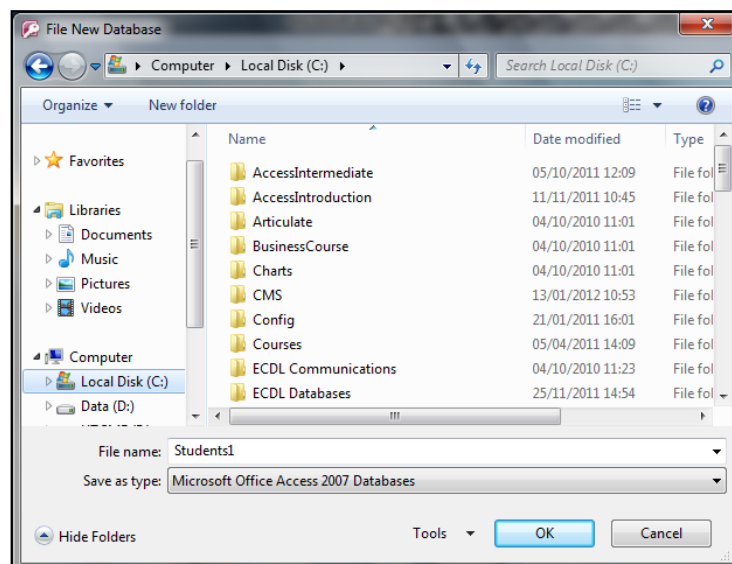 File New Database
Computer Local Disk (C:)
Search Local Disk (C:)
Organize New folder
Name Date modified Type
Favorites
Libraries
Documents
Music
Pictures
Videos
Computer
Local Disk (C:)
Data (D:)
AccessIntermediate 05/10/2011 12:09 File fol
AccessIntroduction 11/11/2011 10:45 File fol
Articulate 04/10/2010 11:01 File fol
BusinessCourse 04/10/2010 11:01 File fol
Charts 04/10/2010 11:01 File fol
CMS 13/01/2012 10:53 File fol
Config 21/01/2011 16:01 File fol
Courses 05/04/2011 14:09 File fol
ECDL Communications 04/10/2010 11:23 File fol
ECDL Databases 25/11/2011 14:54 File fol
File name: Students1
Save as type: Microsoft Office Access 2007 Databases
Hide Folders
Tools OK Cancel